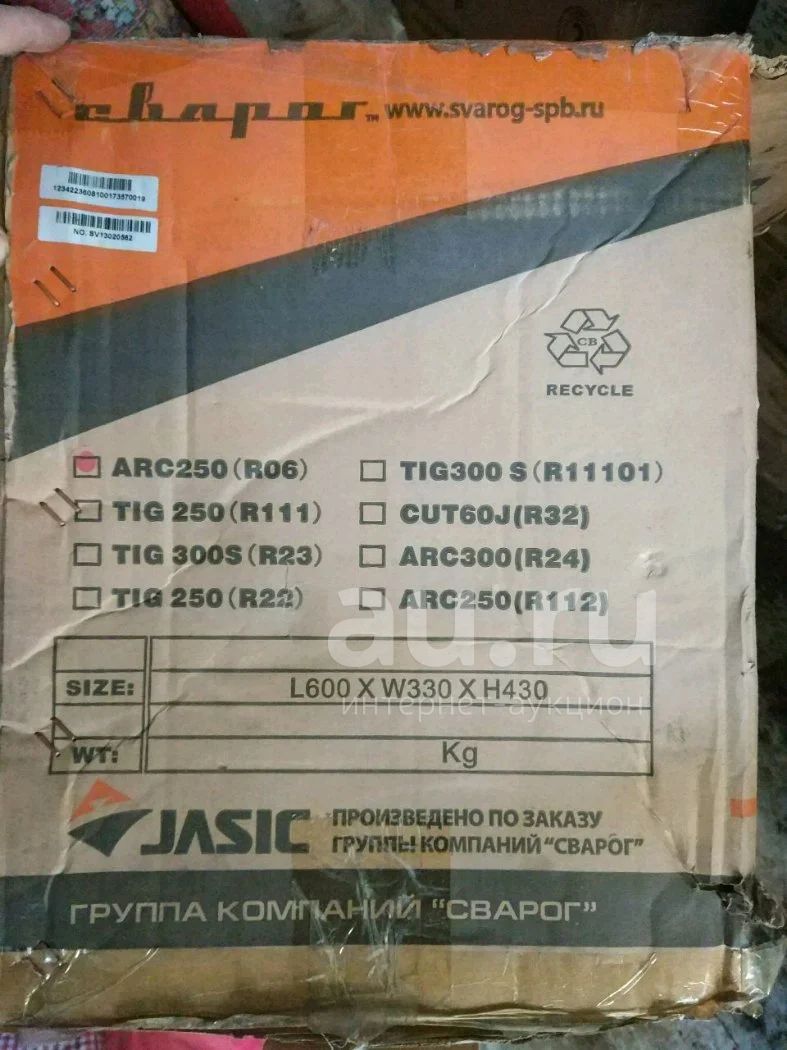 сварог™ www.svarog-spb.ru
1234223608100173570019
NO. SV13020582
CB
RECYCLE
ARC250(R06) TIG300 S(R11101)
TIG 250(R111) CUT60J(R32)
TIG 300S(R23) ARC300(R24)
TIG 250(R22) ARC250(R112)
au.ru
SIZE: L600 X W330 X H430
интернет аукцион
WT: Kg
JASIC ПРОИЗВЕДЕНО ПО ЗАКАЗУ
ГРУППЫ КОМПАНИЙ "СВАРОГ"
ГРУППА КОМПАНИЙ "СВАРОГ"